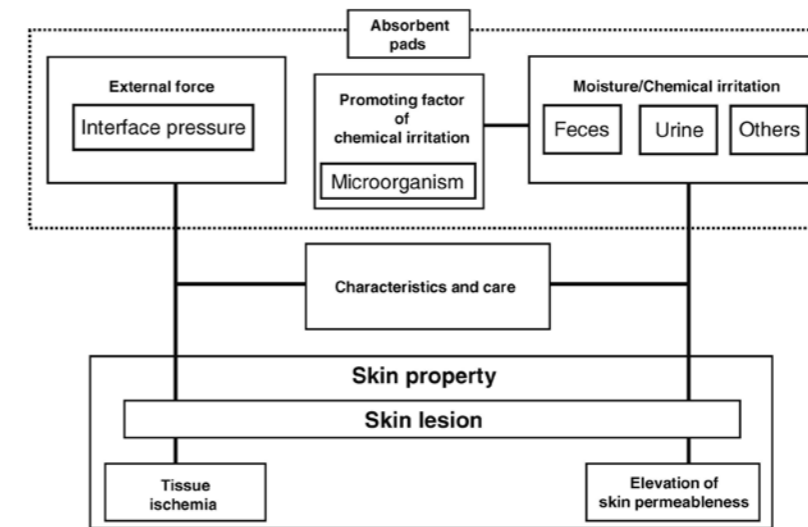 Absorbent
pads
External force
Interface pressure
Promoting factor
of
chemical irritation
Microorganism
Moisture/Chemical irritation
Feces
Urine
Others
Characteristics and care
Skin property
Skin lesion
Tissue
ischemia
Elevation of
skin permeableness